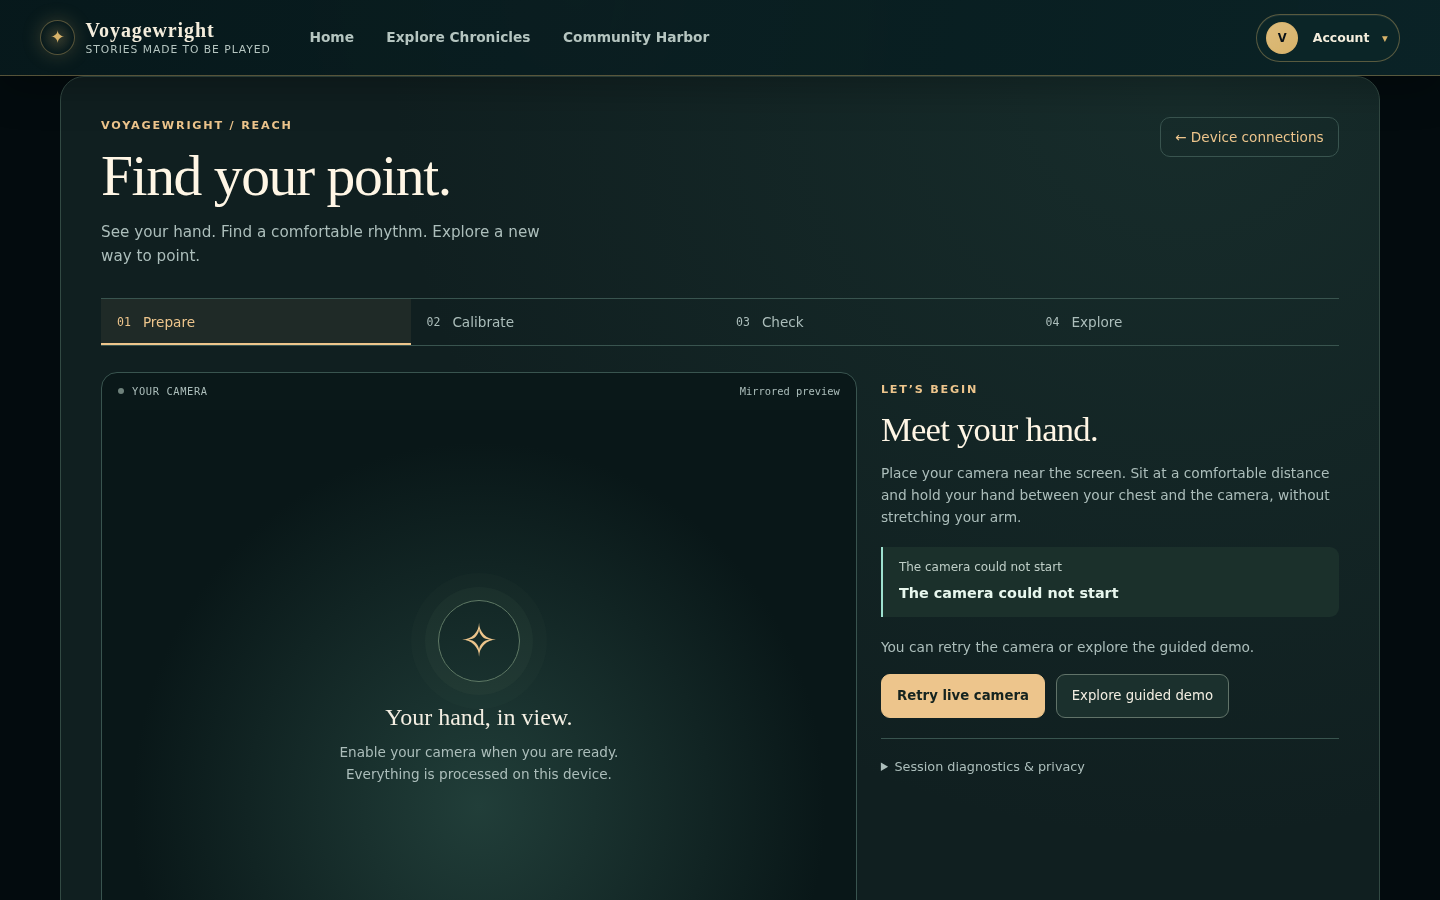 Voyagewright
STORIES MADE TO BE PLAYED
Home
Explore Chronicles
Community Harbor
V
Account
VOYAGEWRIGHT / REACH
← Device connections
Find your point.
See your hand. Find a comfortable rhythm. Explore a new
way to point.
01 Prepare
02 Calibrate
03 Check
04 Explore
YOUR CAMERA
Mirrored preview
Your hand, in view.
Enable your camera when you are ready.
Everything is processed on this device.
LET’S BEGIN
Meet your hand.
Place your camera near the screen. Sit at a comfortable distance
and hold your hand between your chest and the camera, without
stretching your arm.
The camera could not start
The camera could not start
You can retry the camera or explore the guided demo.
Retry live camera
Explore guided demo
Session diagnostics & privacy